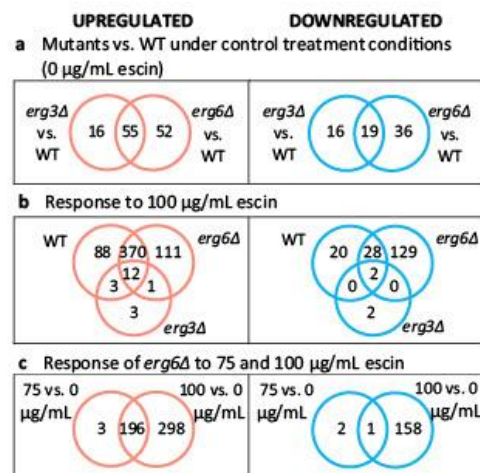 UPREGULATED DOWNREGULATED
a Mutants vs. WT under control treatment conditions
(0 µg/mL escin)
erg3Δ vs. WT 16 55 52 erg6Δ vs. WT
erg3Δ vs. WT 16 19 36 erg6Δ vs. WT
b Response to 100 µg/mL escin
WT 88 370 111 erg6Δ
12
3 1
3
erg3Δ
WT 20 28 129 erg6Δ
2
0 0
2
erg3Δ
c Response of erg6Δ to 75 and 100 µg/mL escin
75 vs. 0 µg/mL 100 vs. 0 µg/mL
3 196 298
75 vs. 0 µg/mL 100 vs. 0 µg/mL
2 1 158